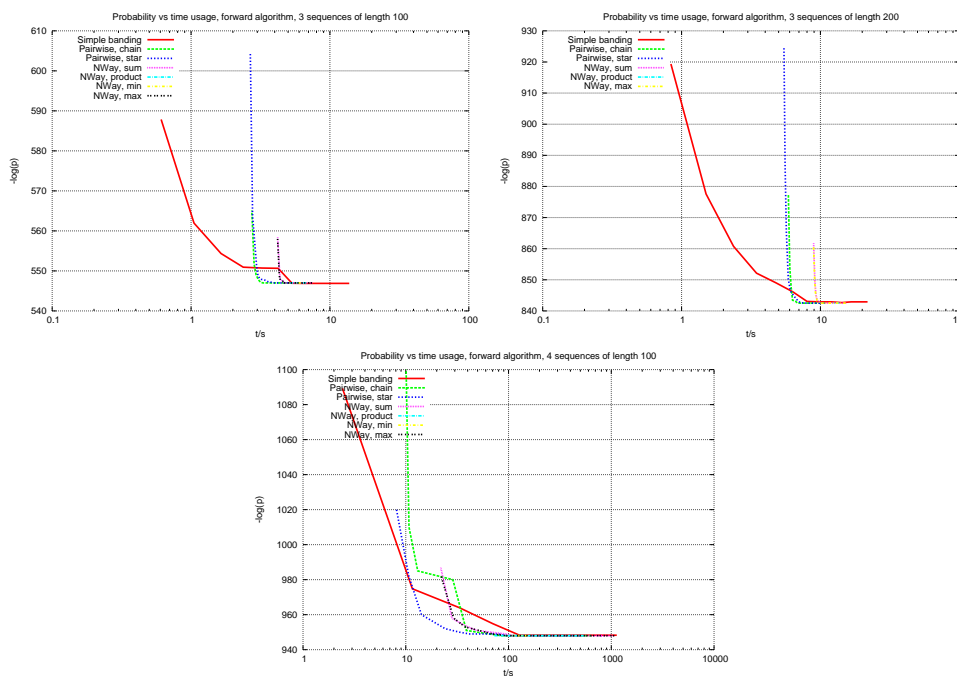 Probability vs time usage, forward algorithm, 3 sequences of length 100
610
600
590
580
570
560
550
540
-log(p)
0.1
1
10
100
t/s
Simple banding
Pairwise, chain
Pairwise, star
NWay, sum
NWay, product
NWay, min
NWay, max
Probability vs time usage, forward algorithm, 3 sequences of length 200
930
920
910
900
890
880
870
860
850
840
-log(p)
0.1
1
10
t/s
Simple banding
Pairwise, chain
Pairwise, star
NWay, sum
NWay, product
NWay, max
Probability vs time usage, forward algorithm, 4 sequences of length 100
1100
1080
1060
1040
1020
1000
980
960
940
-log(p)
1
10
100
1000
10000
t/s
Simple banding
Pairwise, chain
Pairwise, star
NWay, sum
NWay, product
NWay, min
NWay, max